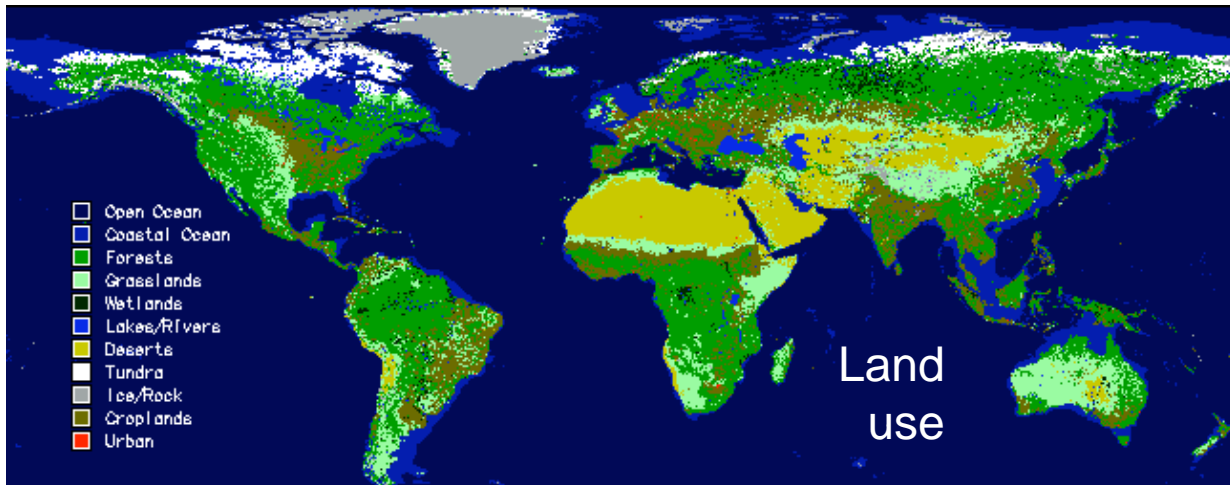 Open Ocean
Coastal Ocean
Forests
Grasslands
Wetlands
Lakes/Rivers
Deserts
Tundra
Ice/Rock
Croplands
Urban
Land
use